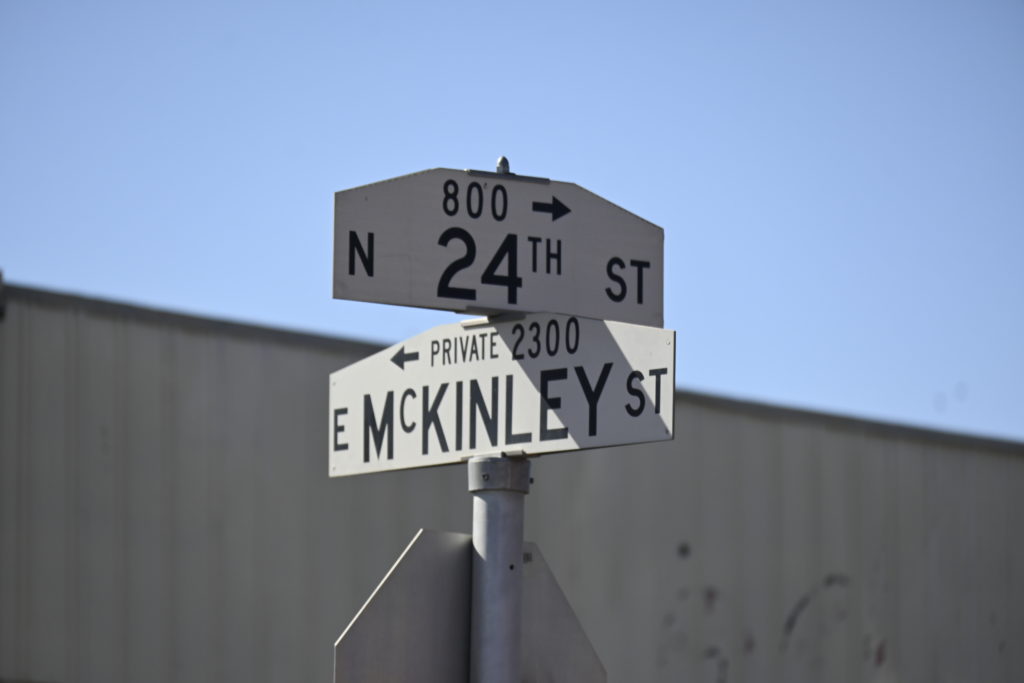 800 →
N 24TH ST
← PRIVATE 2300
E McKINLEY ST